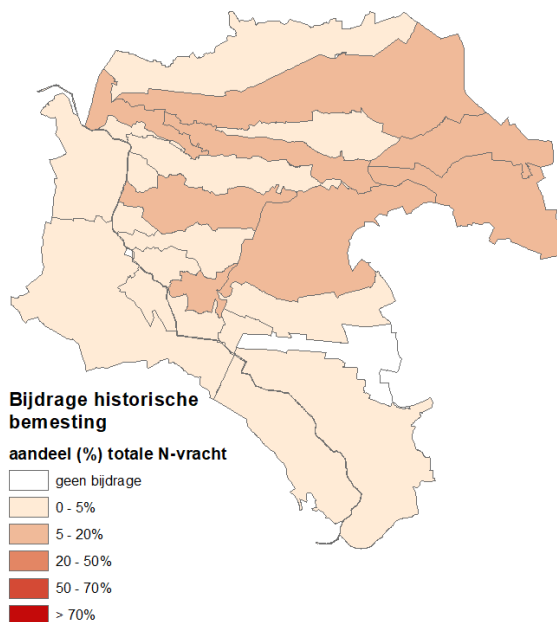 Bijdrage historische
bemesting
aandeel (%) totale N-vracht
geen bijdrage
0 - 5%
5 - 20%
20 - 50%
50 - 70%
> 70%